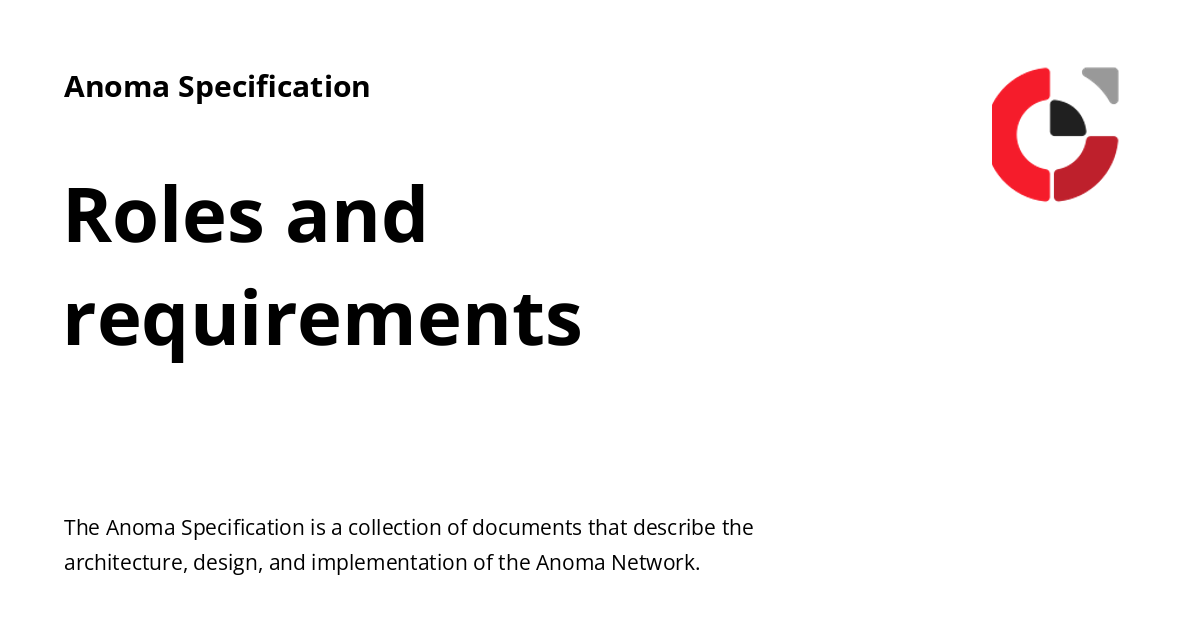 Anoma Specification
Roles and
requirements
The Anoma Specification is a collection of documents that describe the
architecture, design, and implementation of the Anoma Network.